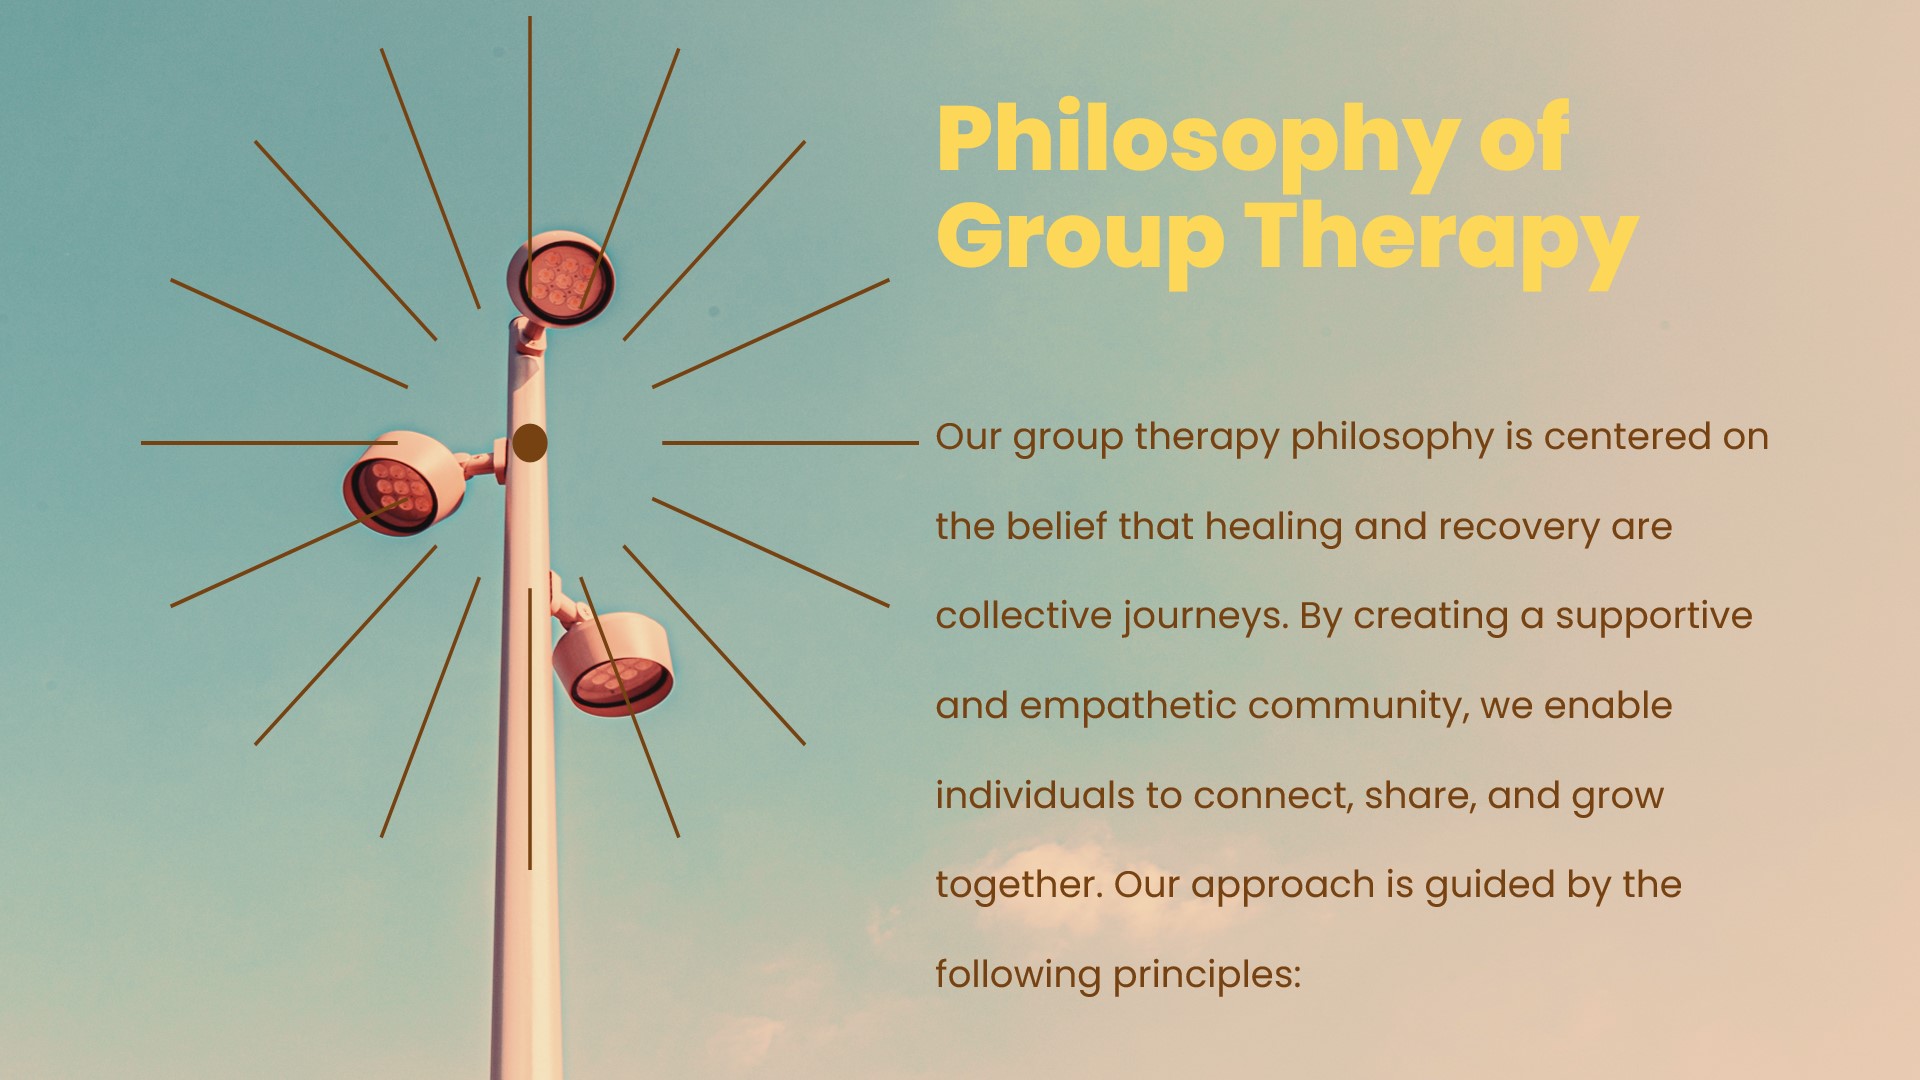 Philosophy of
Group Therapy
Our group therapy philosophy is centered on
the belief that healing and recovery are
collective journeys. By creating a supportive
and empathetic community, we enable
individuals to connect, share, and grow
together. Our approach is guided by the
following principles: